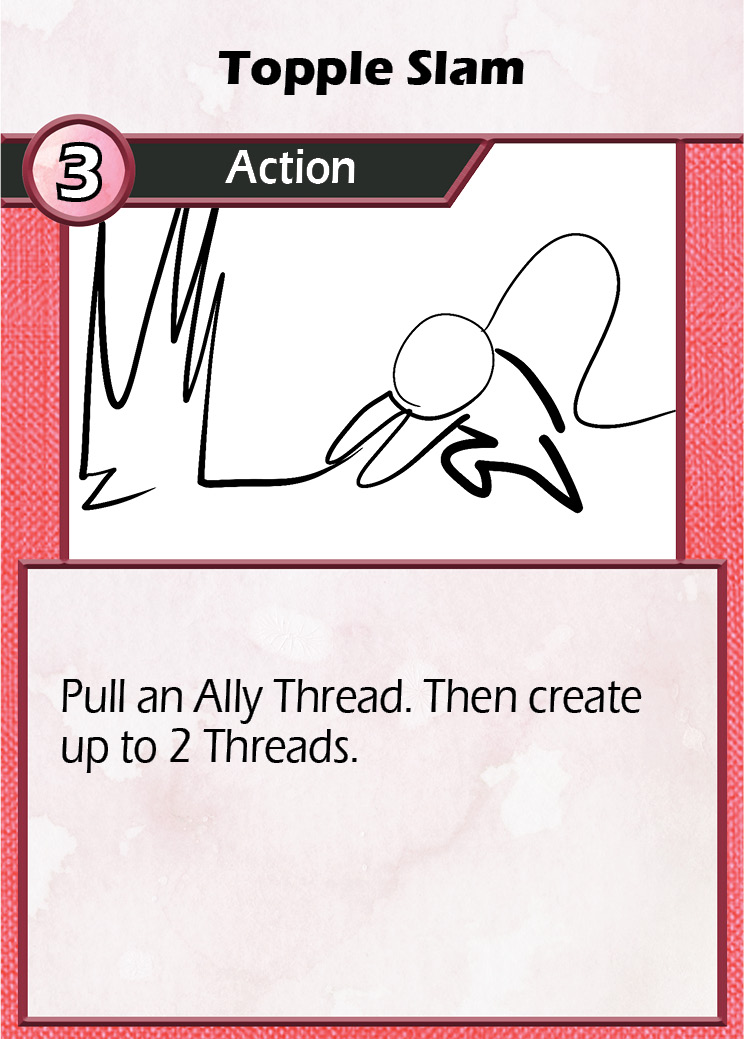 Topple Slam
3
Action
Pull an Ally Thread. Then create
up to 2 Threads.